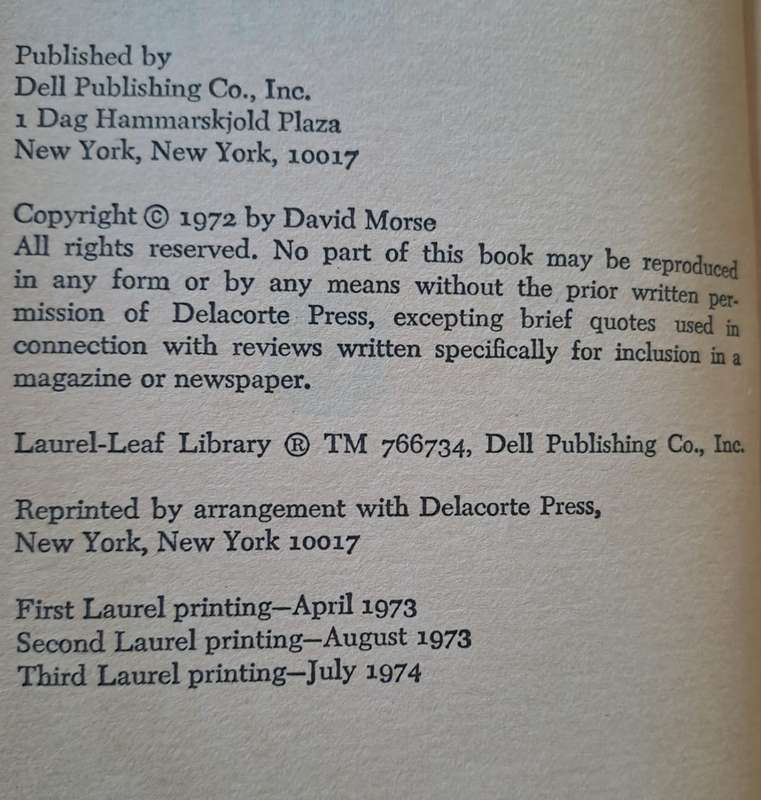 Published by
Dell Publishing Co., Inc.
1 Dag Hammarskjold Plaza
New York, New York, 10017
Copyright © 1972 by David Morse
All rights reserved. No part of this book may be reproduced
in any form or by any means without the prior written per-
mission of Delacorte Press, excepting brief quotes used in
connection with reviews written specifically for inclusion in a
magazine or newspaper.
Laurel-Leaf Library ® TM 766734, Dell Publishing Co., Inc.
Reprinted by arrangement with Delacorte Press,
New York, New York 10017
First Laurel printing—April 1973
Second Laurel printing—August 1973
Third Laurel printing—July 1974